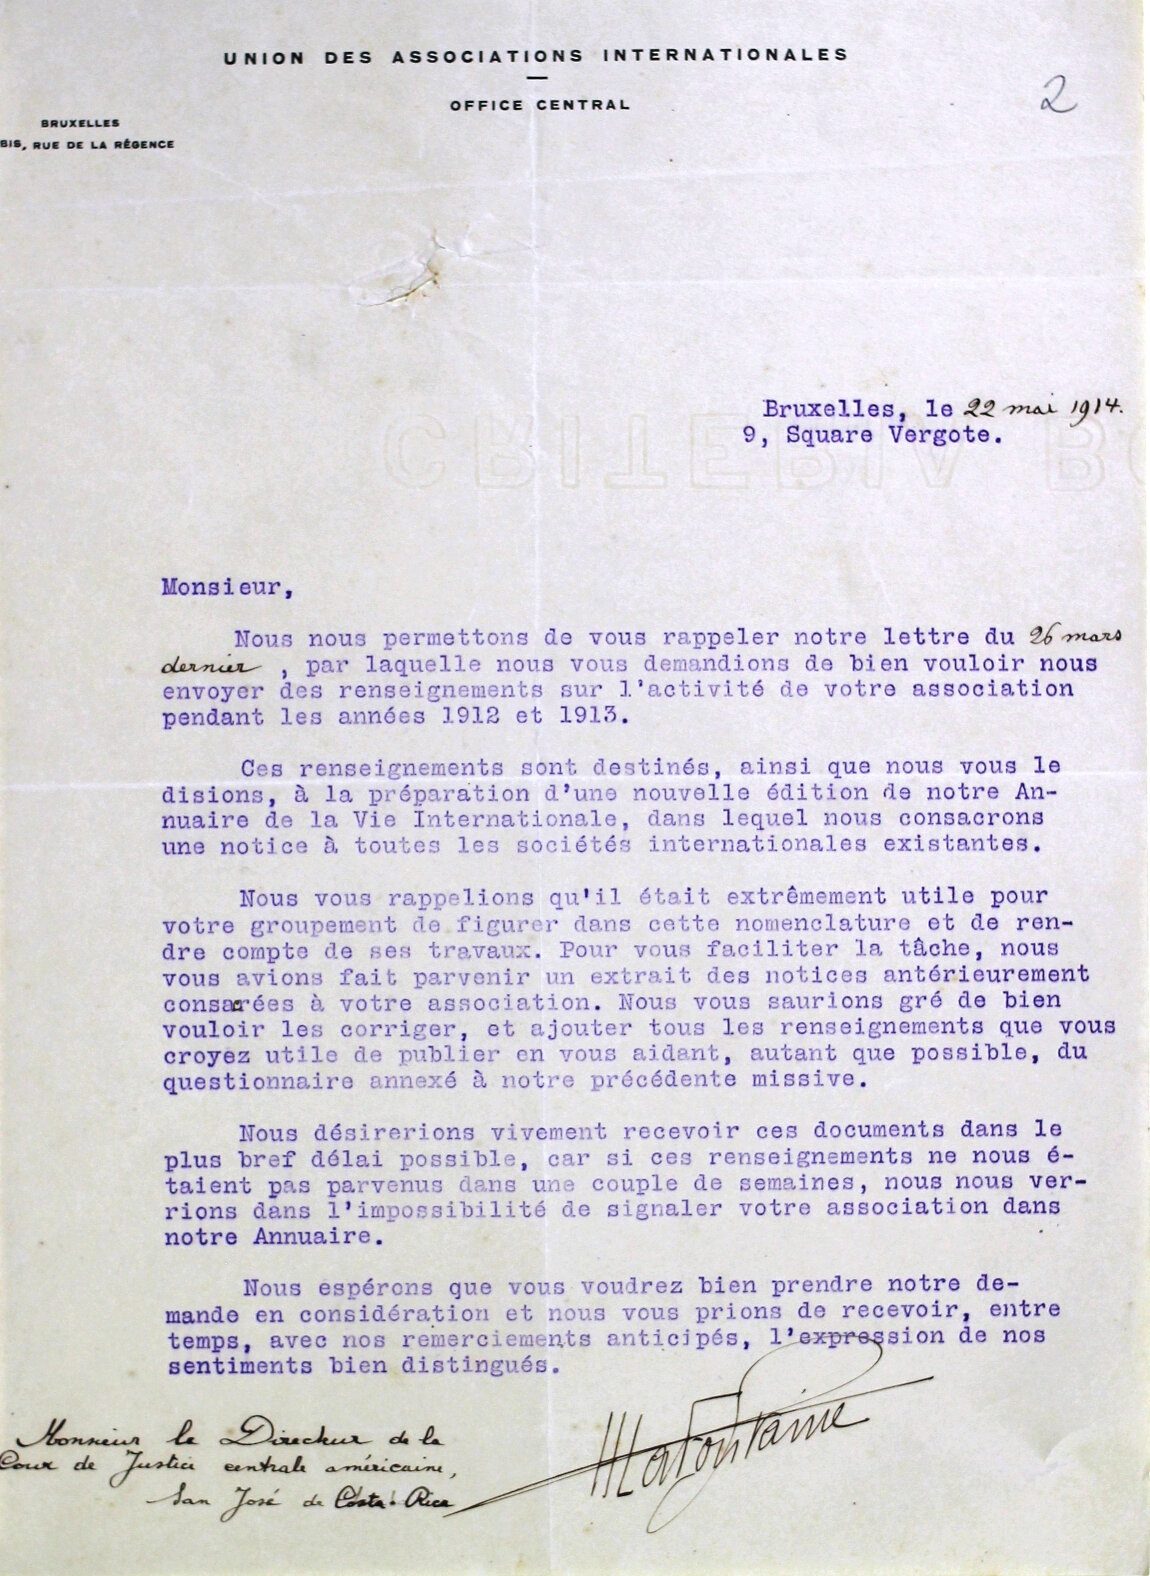 UNION DES ASSOCIATIONS INTERNATIONALES
OFFICE CENTRAL
2
BRUXELLES
BIS, RUE DE LA RÉGENCE
Bruxelles, le 22 mai 1914.
9, Square Vergote.
Monsieur,
Nous nous permettons de vous rappeler notre lettre du 26 mars
dernier , par laquelle nous vous demandions de bien vouloir nous
envoyer des renseignements sur l'activité de votre association
pendant les années 1912 et 1913.
Ces renseignements sont destinés, ainsi que nous vous le
disions, à la préparation d'une nouvelle édition de notre An-
nuaire de la Vie Internationale, dans lequel nous consacrons
une notice à toutes les sociétés internationales existantes.
Nous vous rappelions qu'il était extrêmement utile pour
votre groupement de figurer dans cette nomenclature et de ren-
dre compte de ses travaux. Pour vous faciliter la tâche, nous
vous avions fait parvenir un extrait des notices antérieurement
consacrées à votre association. Nous vous saurions gré de bien
vouloir les corriger, et ajouter tous les renseignements que vous
croyez utile de publier en vous aidant, autant que possible, du
questionnaire annexé à notre précédente missive.
Nous désirerions vivement recevoir ces documents dans le
plus bref délai possible, car si ces renseignements ne nous é-
taient pas parvenus dans une couple de semaines, nous nous ver-
rions dans l'impossibilité de signaler votre association dans
notre Annuaire.
Nous espérons que vous voudrez bien prendre notre de-
mande en considération et nous vous prions de recevoir, entre
temps, avec nos remerciements anticipés, l'expression de nos
sentiments bien distingués.
HLafontaine
Monsieur le Directeur de la
Cour de Justice centrale américaine,
San José de Costa-Rica